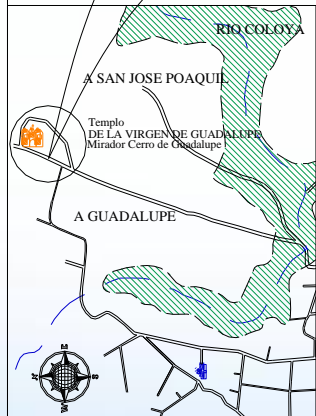 RIO COLOYA
A SAN JOSE POAQUIL
Templo
DE LA VIRGEN DE GUADALUPE
Mirador Cerro de Guadalupe
A GUADALUPE
E
N
S
W